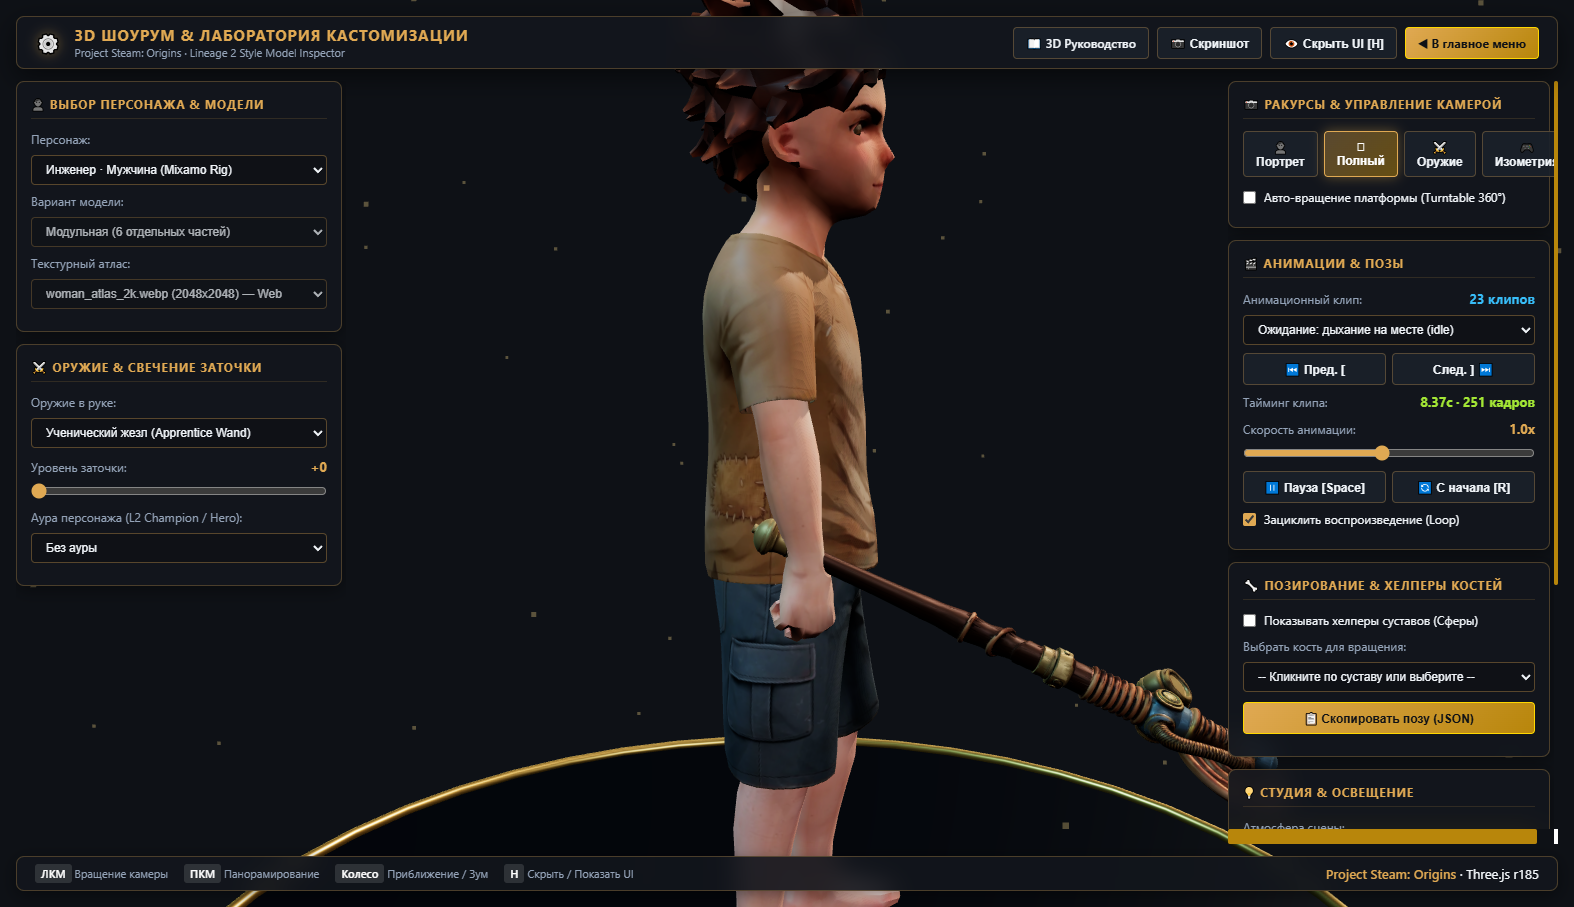 3D ШОУРУМ & ЛАБОРАТОРИЯ КАСТОМИЗАЦИИ
Project Steam: Origins · Lineage 2 Style Model Inspector
3D Руководство
Скриншот
Скрыть UI [H]
В главное меню
ВЫБОР ПЕРСОНАЖА & МОДЕЛИ
Персонаж:
Инженер - Мужчина (Mixamo Rig)
Вариант модели:
Модульная (6 отдельных частей)
Текстурный атлас:
woman_atlas_2k.webp (2048x2048) — Web
ОРУЖИЕ & СВЕЧЕНИЕ ЗАТОЧКИ
Оружие в руке:
Ученический жезл (Apprentice Wand)
Уровень заточки:
+0
Аура персонажа (L2 Champion / Hero):
Без ауры
РАКУРСЫ & УПРАВЛЕНИЕ КАМЕРОЙ
Портрет
Полный
Оружие
Изометрия
Авто-вращение платформы (Turntable 360°)
АНИМАЦИИ & ПОЗЫ
Анимационный клип:
23 клипов
Ожидание: дыхание на месте (idle)
Пред. [
След. ]
Тайминг клипа:
8.37с · 251 кадров
Скорость анимации:
1.0x
Пауза [Space]
С начала [R]
Зациклить воспроизведение (Loop)
ПОЗИРОВАНИЕ & ХЕЛПЕРЫ КОСТЕЙ
Показывать хелперы суставов (Сферы)
Выбрать кость для вращения:
-- Кликните по суставу или выберите --
Скопировать позу (JSON)
СТУДИЯ & ОСВЕЩЕНИЕ
Атмосфера сцены:
ЛКМ Вращение камеры
ПКМ Панорамирование
Колесо Приближение / Зум
H Скрыть / Показать UI
Project Steam: Origins · Three.js r185